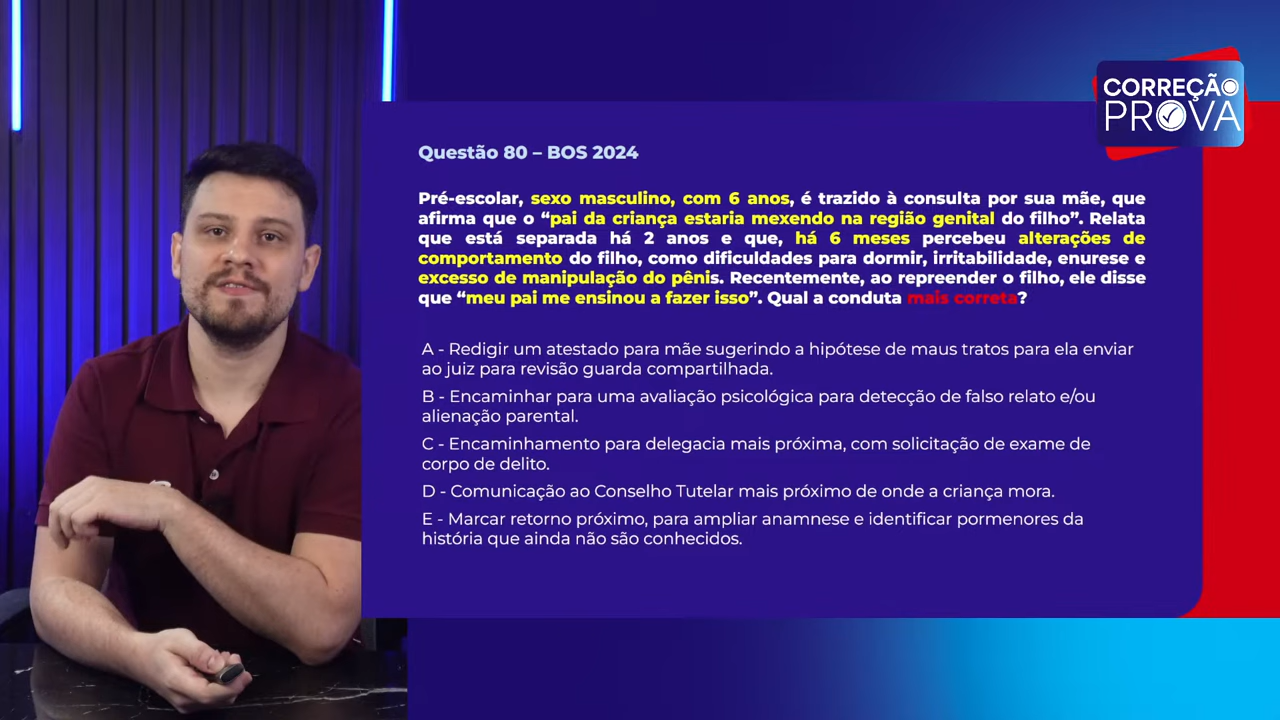 CORREÇÃO
PROVA
Questão 80 – BOS 2024
Pré-escolar, sexo masculino, com 6 anos, é trazido à consulta por sua mãe, que
afirma que o “pai da criança estaria mexendo na região genital do filho”. Relata
que está separada há 2 anos e que, há 6 meses percebeu alterações de
comportamento do filho, como dificuldades para dormir, irritabilidade, enurese e
excesso de manipulação do pênis. Recentemente, ao repreender o filho, ele disse
que “meu pai me ensinou a fazer isso”. Qual a conduta mais correta?
A - Redigir um atestado para mãe sugerindo a hipótese de maus tratos para ela enviar
ao juiz para revisão guarda compartilhada.
B - Encaminhar para uma avaliação psicológica para detecção de falso relato e/ou
alienação parental.
C - Encaminhamento para delegacia mais próxima, com solicitação de exame de
corpo de delito.
D - Comunicação ao Conselho Tutelar mais próximo de onde a criança mora.
E - Marcar retorno próximo, para ampliar anamnese e identificar pormenores da
história que ainda não são conhecidos.